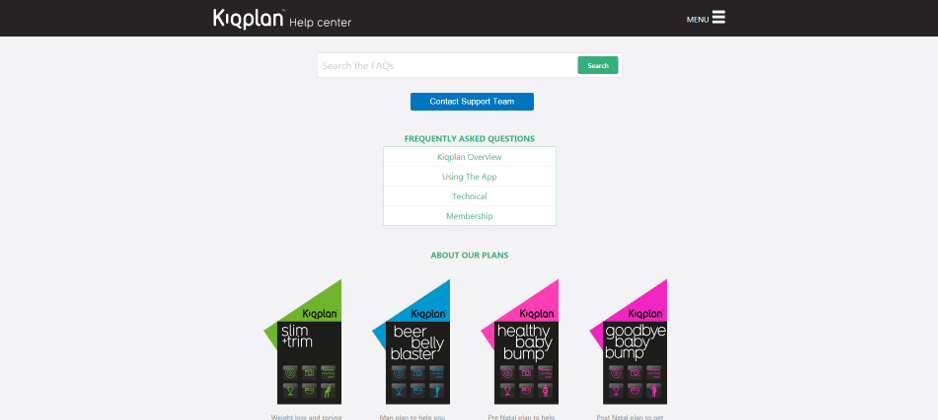 Kiqplan™ Help center
MENU
Search the FAQs
Search
Contact Support Team
FREQUENTLY ASKED QUESTIONS
Kiqplan Overview
Using The App
Technical
Membership
ABOUT OUR PLANS
Kiqplan
slim
+trim
Kiqplan
beer
belly
blaster
Kiqplan
healthy
baby
bump
Kiqplan
goodbye
baby
bump
Weight loss and toning
Man plan to help you
Pre Natal plan to help
Post Natal plan to get